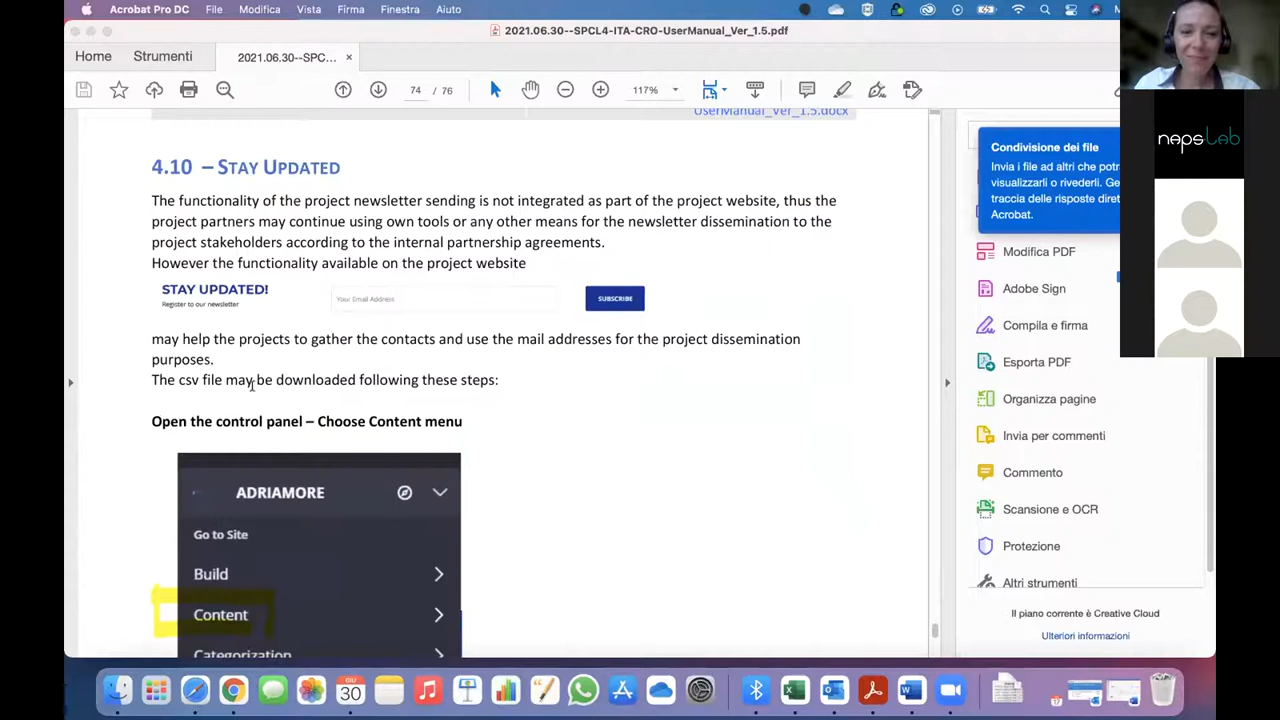 Acrobat Pro DC File Modifica Vista Firma Finestra Aiuto
2021.06.30--SPCL4-ITA-CRO-UserManual_Ver_1.5.pdf
Home Strumenti 2021.06.30--SPC... ×
74 / 76 117%
UserManual_Ver_1.5.docx
4.10 – STAY UPDATED
The functionality of the project newsletter sending is not integrated as part of the project website, thus the
project partners may continue using own tools or any other means for the newsletter dissemination to the
project stakeholders according to the internal partnership agreements.
However the functionality available on the project website
STAY UPDATED!
Register to our newsletter
Your Email Address
SUBSCRIBE
may help the projects to gather the contacts and use the mail addresses for the project dissemination
purposes.
The csv file may be downloaded following these steps:
Open the control panel – Choose Content menu
ADRIAMORE
Go to Site
Build
Content
Categorization
Condivisione dei file
Invia i file ad altri che
visualizzarli o rivederli.
traccia delle risposte
Acrobat.
Modifica PDF
Adobe Sign
Compila e firma
Esporta PDF
Organizza pagine
Invia per commenti
Commento
Scansione e OCR
Protezione
Altri strumenti
Il piano corrente è Creative Cloud
Ulteriori informazioni
napsLab
GIU
30
17